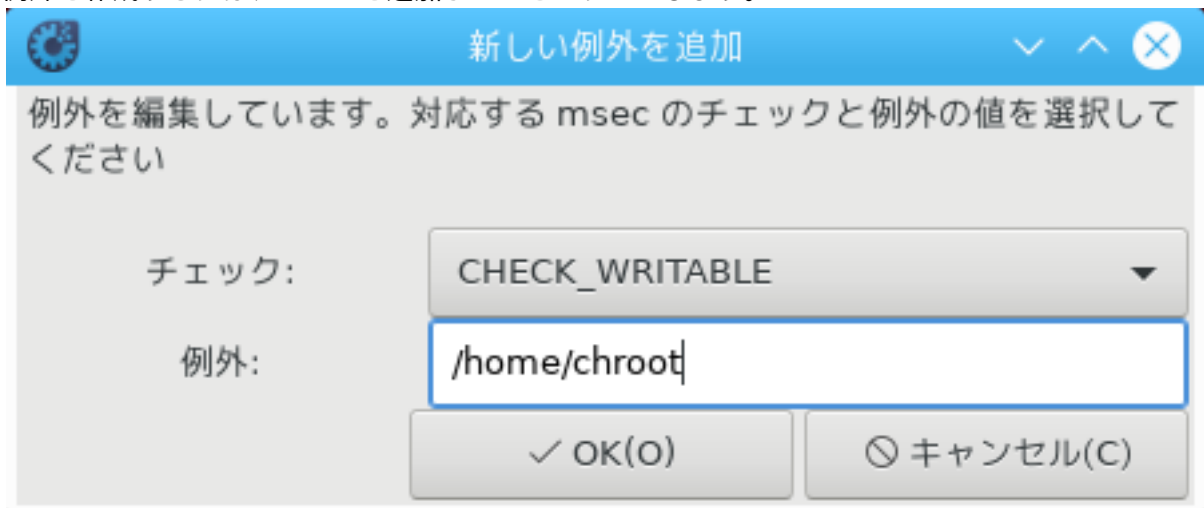 新しい例外を追加
例外を編集しています。対応する msec のチェックと例外の値を選択して
ください
チェック:
CHECK_WRITABLE
例外:
/home/chroot
OK(O)
キャンセル(C)